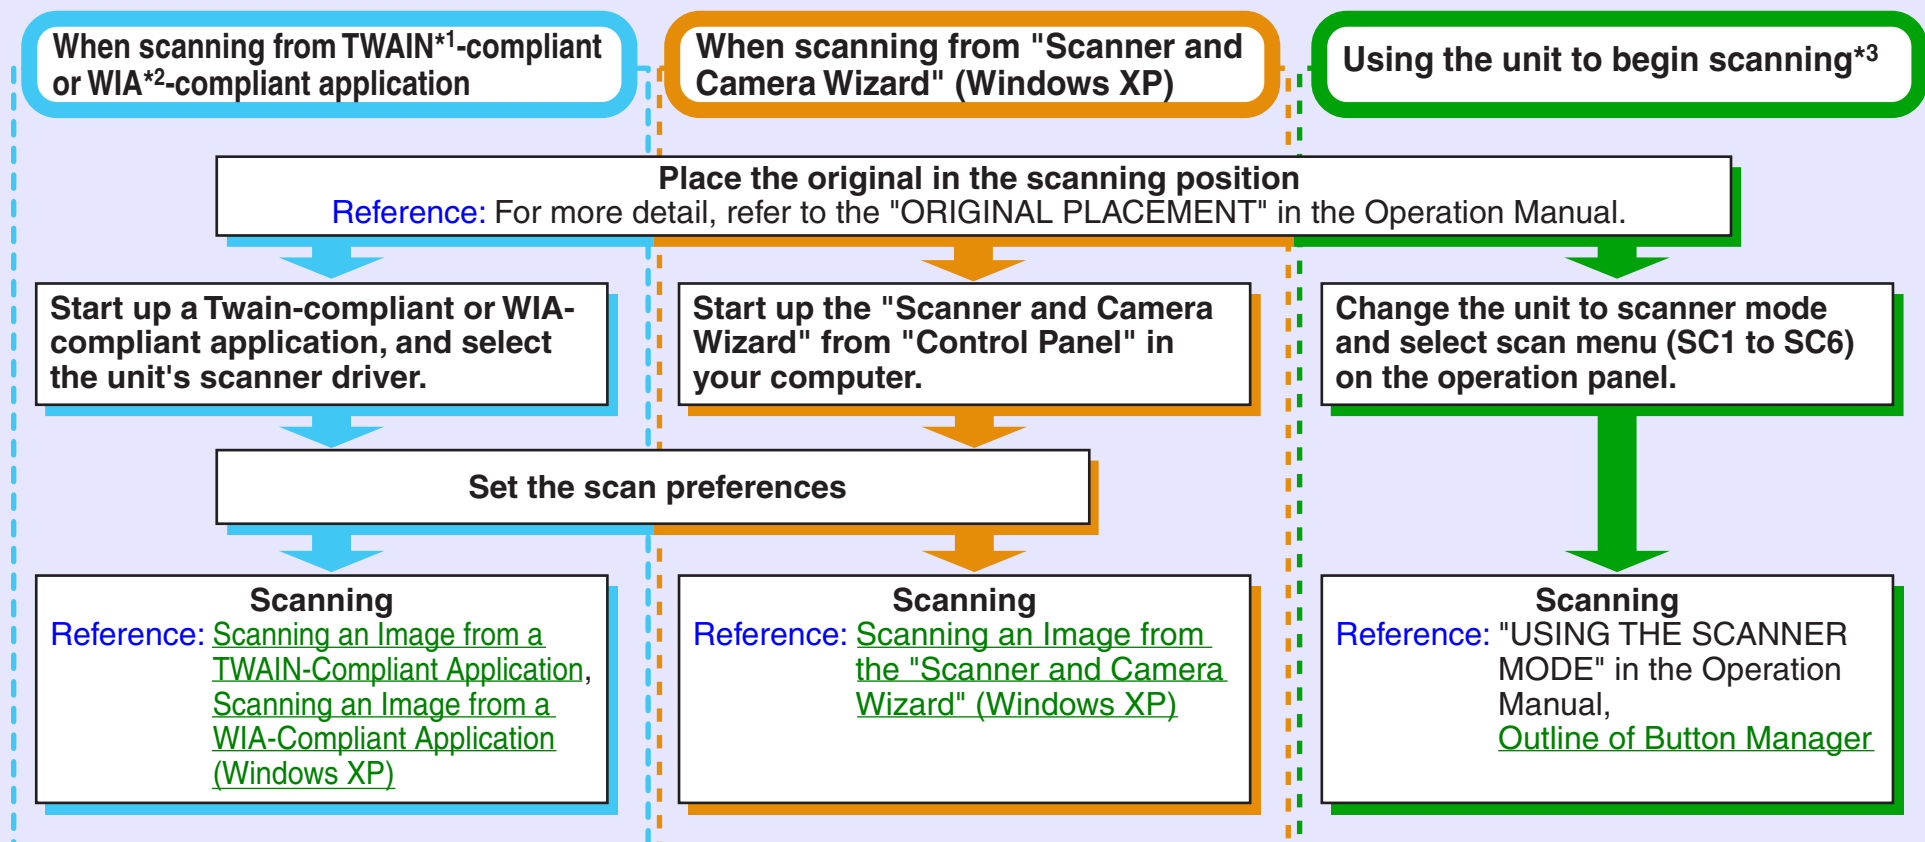 When scanning from TWAIN*1-compliant
or WIA*2-compliant application
When scanning from "Scanner and
Camera Wizard" (Windows XP)
Using the unit to begin scanning*3
Place the original in the scanning position
Reference: For more detail, refer to the "ORIGINAL PLACEMENT" in the Operation Manual.
Start up a Twain-compliant or WIA-
compliant application, and select
the unit's scanner driver.
Start up the "Scanner and Camera
Wizard" from "Control Panel" in
your computer.
Change the unit to scanner mode
and select scan menu (SC1 to SC6)
on the operation panel.
Set the scan preferences
Scanning
Reference: Scanning an Image from a
TWAIN-Compliant Application,
Scanning an Image from a
WIA-Compliant Application
(Windows XP)
Scanning
Reference: Scanning an Image from
the "Scanner and Camera
Wizard" (Windows XP)
Scanning
Reference: "USING THE SCANNER
MODE" in the Operation
Manual,
Outline of Button Manager